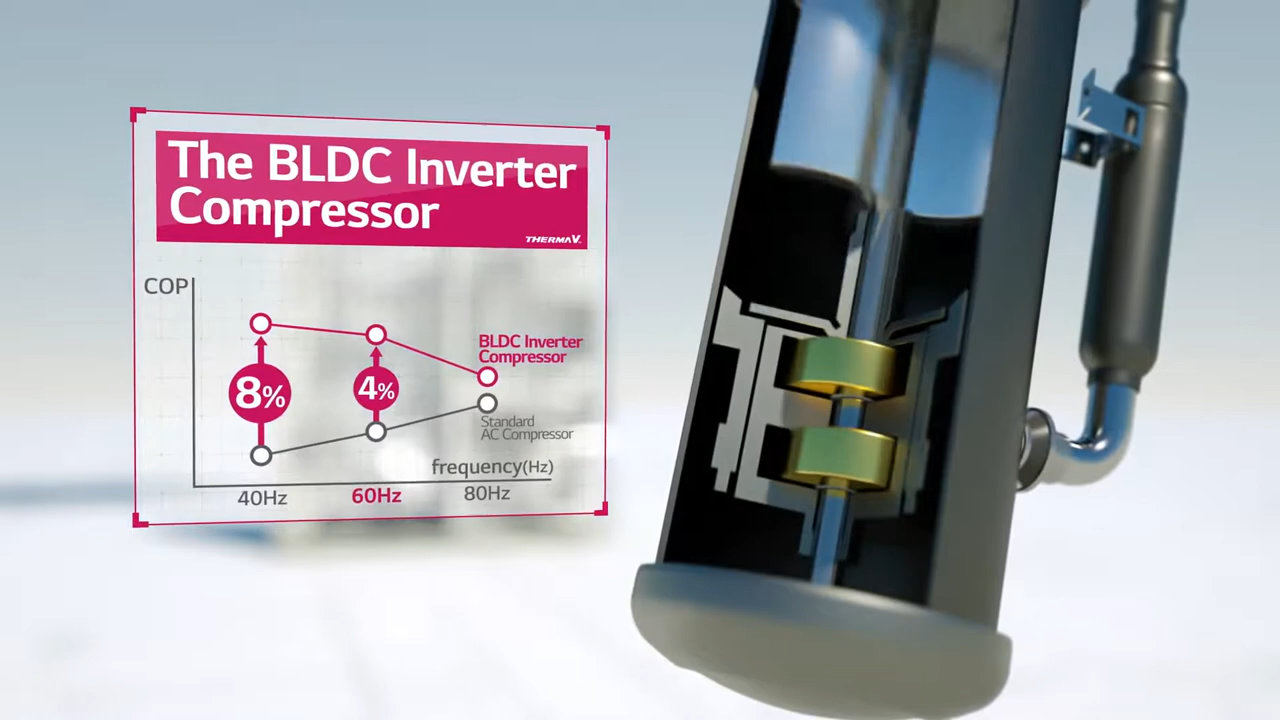 The BLDC Inverter
Compressor
THERMA V.
COP
8%
4%
BLDC Inverter
Compressor
Standard
AC Compressor
frequency(Hz)
40Hz
60Hz
80Hz